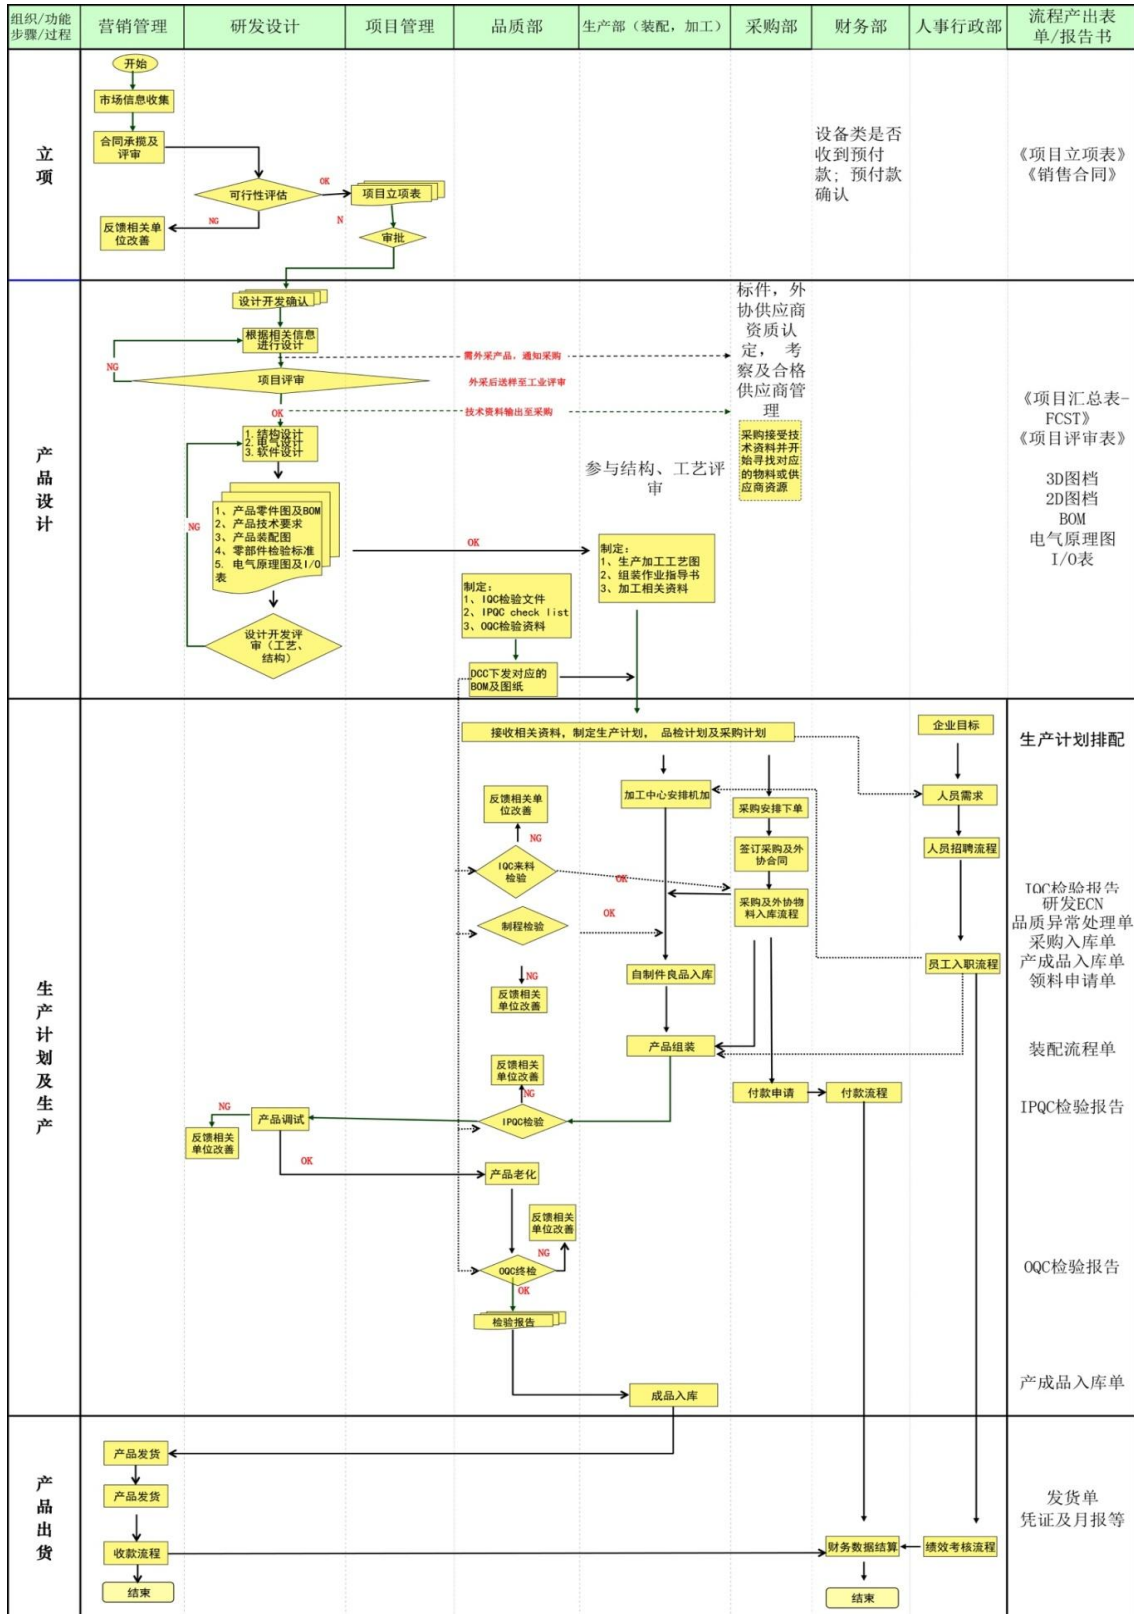 组织/功能
步骤/过程
营销管理
研发设计
项目管理
品质部
生产部（装配，加工）
采购部
财务部
人事行政部
流程产出表
单/报告书
立
项
开始
市场信息收集
合同承揽及
评审
可行性评估
OK
项目立项表
NG
N
反馈相关单
位改善
审批
设备类是否
收到预付
款；预付款
确认
《项目立项表》
《销售合同》
产
品
设
计
设计开发确认
根据相关信息
进行设计
NG
项目评审
OK
需外采产品、通知采购
外采后送样至工业评审
技术资料输出至采购
标件，外
协供应商
资质认
定， 考
察及合格
供应商管
理
采购接受技
术资料并开
始寻找对应
的物料或供
应商资源
1. 结构设计
2. 电气设计
3. 软件设计
NG
1、产品零件图及BOM
2、产品技术要求
3、产品装配图
4、零部件检验标准
5. 电气原理图及I/O
表
OK
设计开发评
审（工艺、
结构）
参与结构、工艺评
审
制定：
1、生产加工工艺图
2、组装作业指导书
3、加工相关资料
制定：
1、IQC检验文件
2、IPQC check list
3、OQC检验资料
DCC下发对应的
BOM及图纸
《项目汇总表-
FCST》
《项目评审表》
3D图档
2D图档
BOM
电气原理图
I/O表
生
产
计
划
及
生
产
接收相关资料，制定生产计划， 品检计划及采购计划
企业目标
生产计划排配
反馈相关单
位改善
NG
加工中心安排机加
采购安排下单
人员需求
签订采购及外
协合同
人员招聘流程
IQC来料
检验
OK
采购及外协物
料入库流程
制程检验
OK
NG
反馈相关
单位改善
自制件良品入库
员工入职流程
IQC检验报告
研发ECN
品质异常处理单
采购入库单
产成品入库单
领料申请单
产品组装
装配流程单
反馈相关
单位改善
NG
付款申请
付款流程
IPQC检验
IPQC检验报告
NG
产品调试
反馈相关
单位改善
OK
产品老化
反馈相关
单位改善
NG
OQC终检
OK
OQC检验报告
检验报告
成品入库
产成品入库单
产
品
出
货
产品发货
产品发货
收款流程
结束
财务数据结算
绩效考核流程
结束
发货单
凭证及月报等